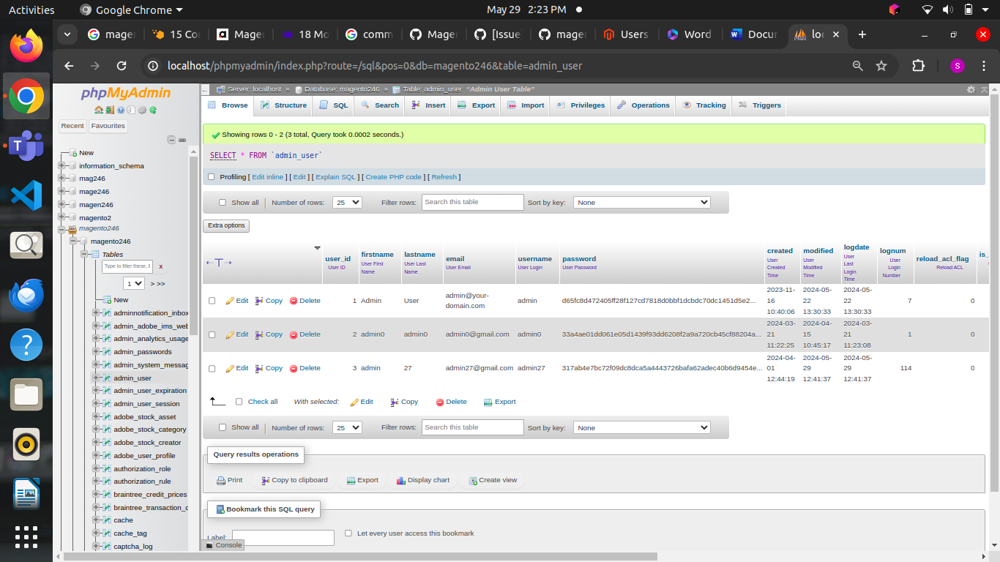 Activities
Google Chrome
May 29 2:23 PM
mager
15 Co
Mage
18 Mo
comm
Mager
[Issue
mager
Users
Word
Docur
loc
localhost/phpmyadmin/index.php?route=/sql&pos=0&db=magento246&table=admin_user
S
phpMyAdmin
Recent
Favourites
New
information_schema
mag246
mage246
magen246
magento2
magento246
magento246
Tables
Type to filter these, E
x
1
> >>
New
adminnotification_inbox
admin_adobe_ims_web
admin_analytics_usage
admin_passwords
admin_system_messag
admin_user
admin_user_expiration
admin_user_session
adobe_stock_asset
adobe_stock_category
adobe_stock_creator
adobe_user_profile
authorization_role
authorization_rule
braintree_credit_prices
braintree_transaction_d
cache
cache_tag
captcha_log
Server: localhost » Database: magento246 » Table: admin_user "Admin User Table"
Browse
Structure
SQL
Search
Insert
Export
Import
Privileges
Operations
Tracking
Triggers
Showing rows 0 - 2 (3 total, Query took 0.0002 seconds.)
SELECT * FROM `admin_user`
Profiling [ Edit inline ] [ Edit ] [ Explain SQL ] [ Create PHP code ] [ Refresh ]
Show all
Number of rows: 25
Filter rows: Search this table
Sort by key: None
Extra options
←T→
user_id
User ID
firstname
User First
Name
lastname
User Last
Name
email
User Email
username
User Login
password
User Password
created
User
Created
Time
modified
User
Modified
Time
logdate
User
Last
Login
Time
lognum
User
Login
Number
reload_acl_flag
Reload ACL
is_
Edit Copy Delete 1 Admin User admin@your-domain.com admin d65fc8d472405ff28f127cd7818d0bbf1dcbdc70dc1451d5e2... 2023-11-16 10:40:06 2024-05-22 13:30:33 2024-05-22 13:30:33 7 0
Edit Copy Delete 2 admin0 admin0 admin0@gmail.com admin0 33a4ae01dd061e05d1439f93dd6208f2a9a720cb45cf88204a... 2024-03-21 11:22:25 2024-04-15 10:45:17 2024-03-21 11:23:08 1 0
Edit Copy Delete 3 admin 27 admin27@gmail.com admin27 317ab4e7bc72f09dc8dca5a4443726bafa62adec40b6d9454e... 2024-04-01 12:44:19 2024-05-29 12:41:37 2024-05-29 12:41:37 114 0
Check all
With selected:
Edit
Copy
Delete
Export
Show all
Number of rows: 25
Filter rows: Search this table
Sort by key: None
Query results operations
Print
Copy to clipboard
Export
Display chart
Create view
Bookmark this SQL query
Label:
Let every user access this bookmark
Console